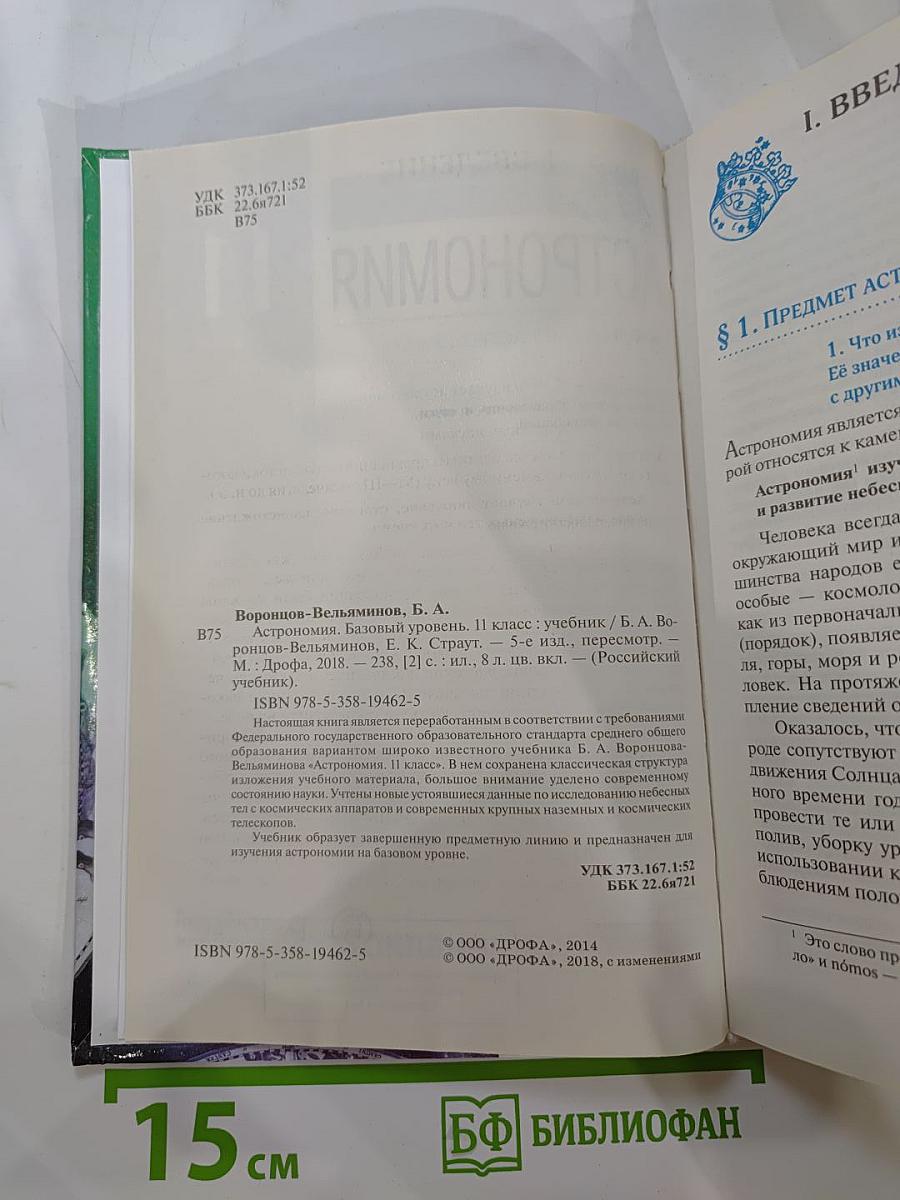 УДК 373.167.1:52
ББК 22.6я721
В75
Воронцов-Вельяминов, Б. А.
В75 Астрономия. Базовый уровень. 11 класс : учебник / Б. А. Во-
ронцов-Вельяминов, Е. К. Страут. — 5-е изд., пересмотр. —
М. : Дрофа, 2018. — 238, [2] с. : ил., 8 л. цв. вкл. — (Российский
учебник).
ISBN 978-5-358-19462-5
Настоящая книга является переработанным в соответствии с требованиями
Федерального государственного образовательного стандарта среднего общего
образования вариантом широко известного учебника Б. А. Воронцова-
Вельяминова «Астрономия. 11 класс». В нем сохранена классическая структура
изложения учебного материала, большое внимание уделено современному
состоянию науки. Учтены новые устоявшиеся данные по исследованию небесных
тел с космических аппаратов и современных крупных наземных и космических
телескопов.
Учебник образует завершенную предметную линию и предназначен для
изучения астрономии на базовом уровне.
УДК 373.167.1:52
ББК 22.6я721
ISBN 978-5-358-19462-5
© ООО «ДРОФА», 2014
© ООО «ДРОФА», 2018, с изменениями
I. ВВЕД
§ 1. ПРЕДМЕТ АСТ
1. Что из
Её значе
с другим
Астрономия является
рой относятся к камен
Астрономия¹ изуч
и развитие небесн
Человека всегда
окружающий мир и
шинства народов е
особые — космоло
как из первоначаль
(порядок), появляе
ля, горы, моря и ре
ловек. На протяже
пление сведений о
Оказалось, что
роде сопутствуют
движения Солнца
ного времени год
провести те или
полив, уборку ур
использовании к
блюдениям поло
¹ Это слово пр
ло» и nómos —
15 см
БФ БИБЛИОФАН